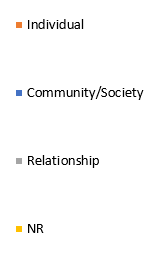 Individual
Community/Society
Relationship
NR